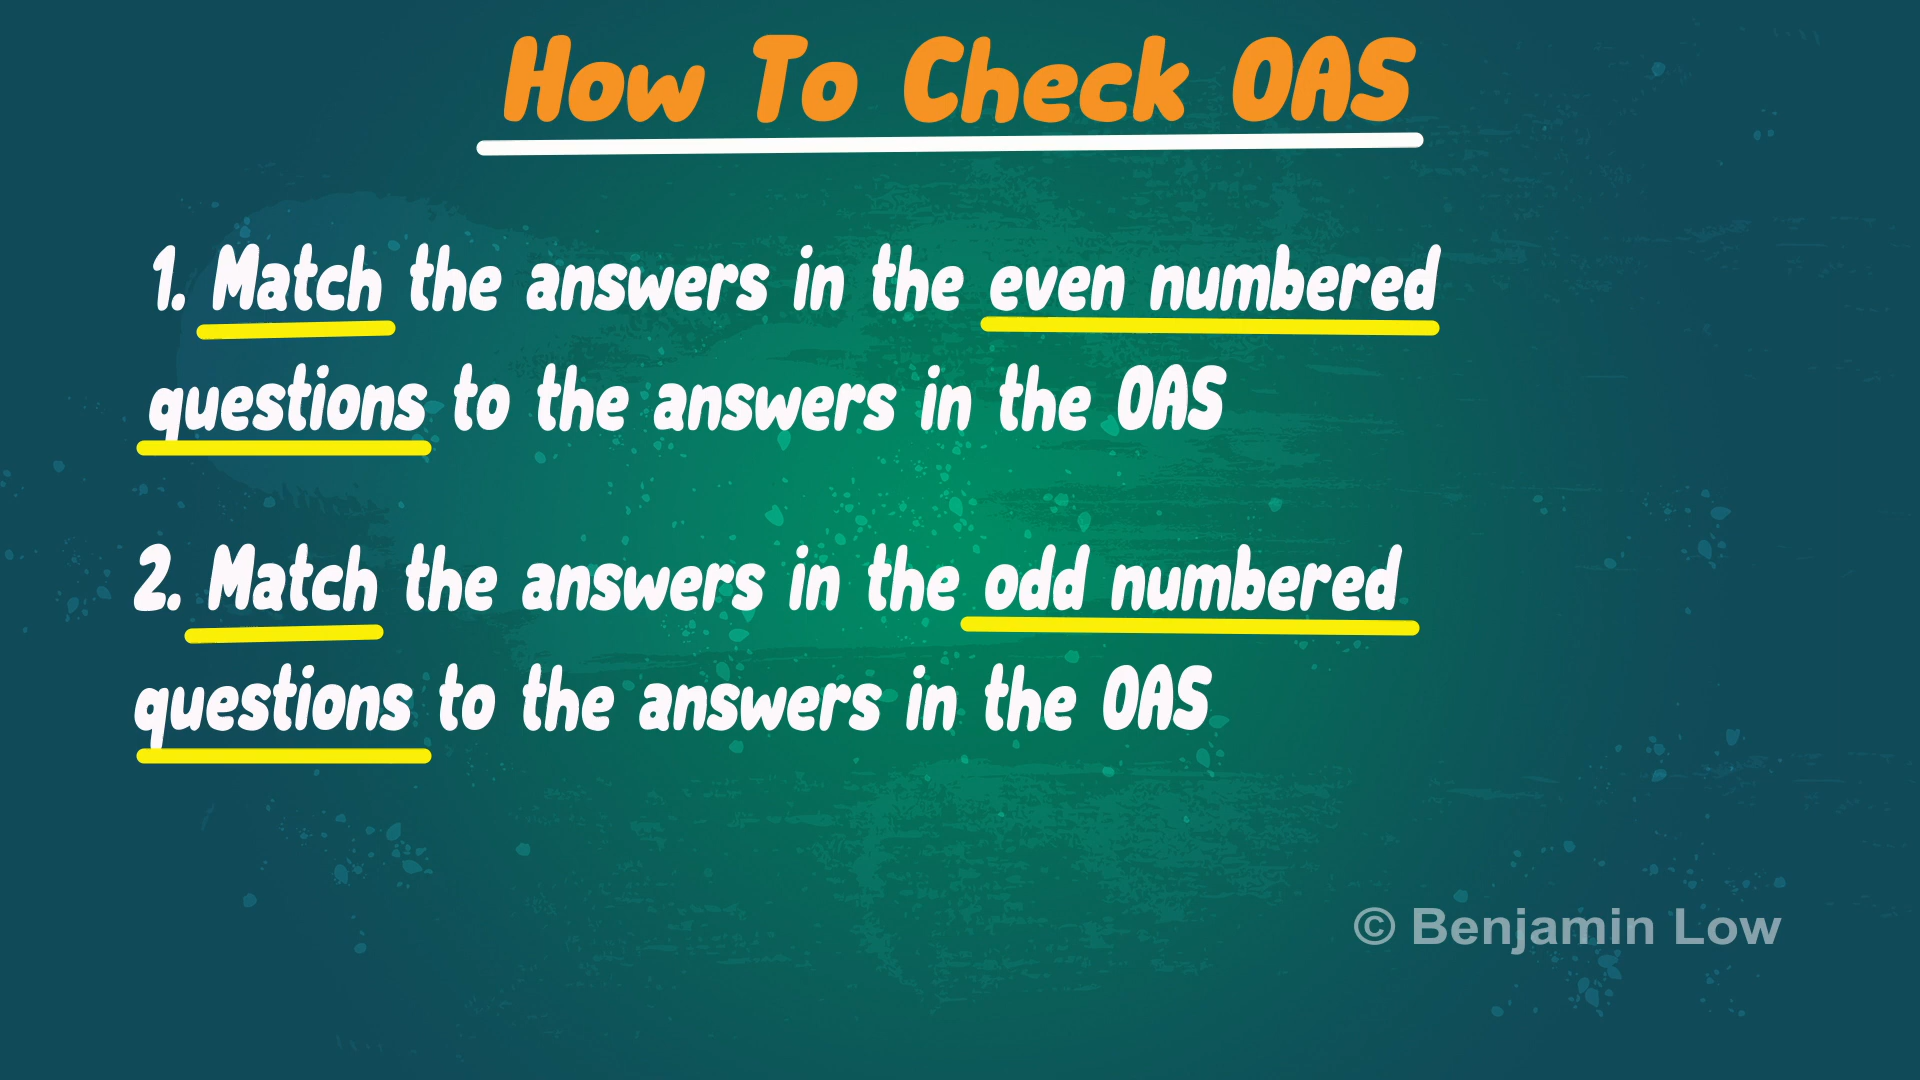 How To Check OAS
1. Match the answers in the even numbered
questions to the answers in the OAS
2. Match the answers in the odd numbered
questions to the answers in the OAS
© Benjamin Low